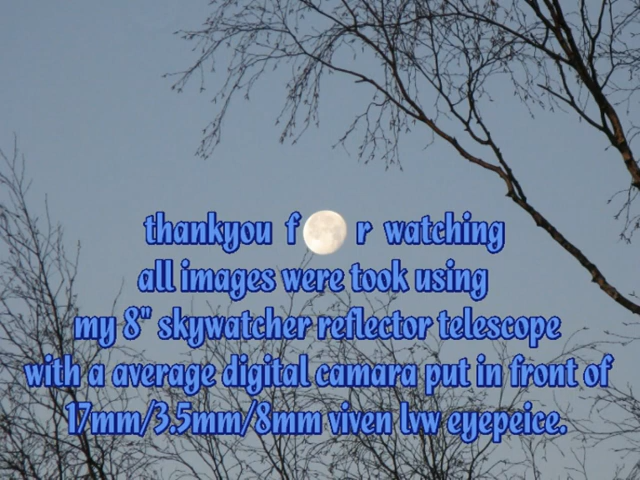 thankyou f r watching
all images were took using
my 8" skywatcher reflector telescope
with a average digital camara put in front of
17mm/3.5mm/8mm viven lvw eyepeice.